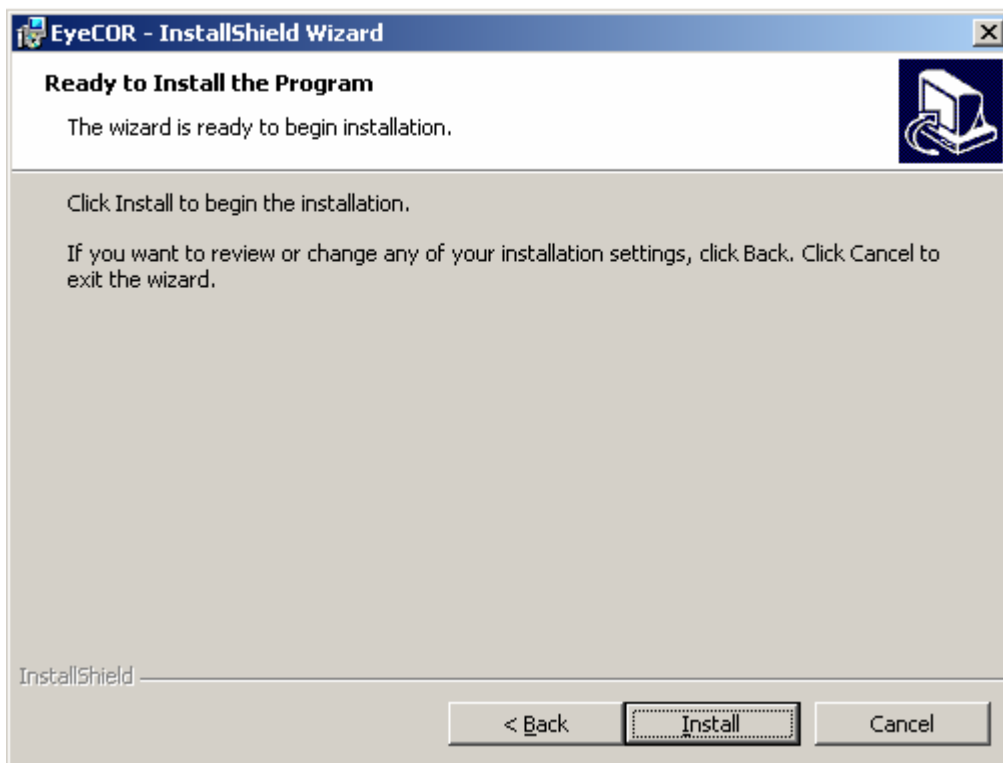 EyeCOR - InstallShield Wizard
Ready to Install the Program
The wizard is ready to begin installation.
Click Install to begin the installation.
If you want to review or change any of your installation settings, click Back. Click Cancel to
exit the wizard.
InstallShield
< Back
Install
Cancel